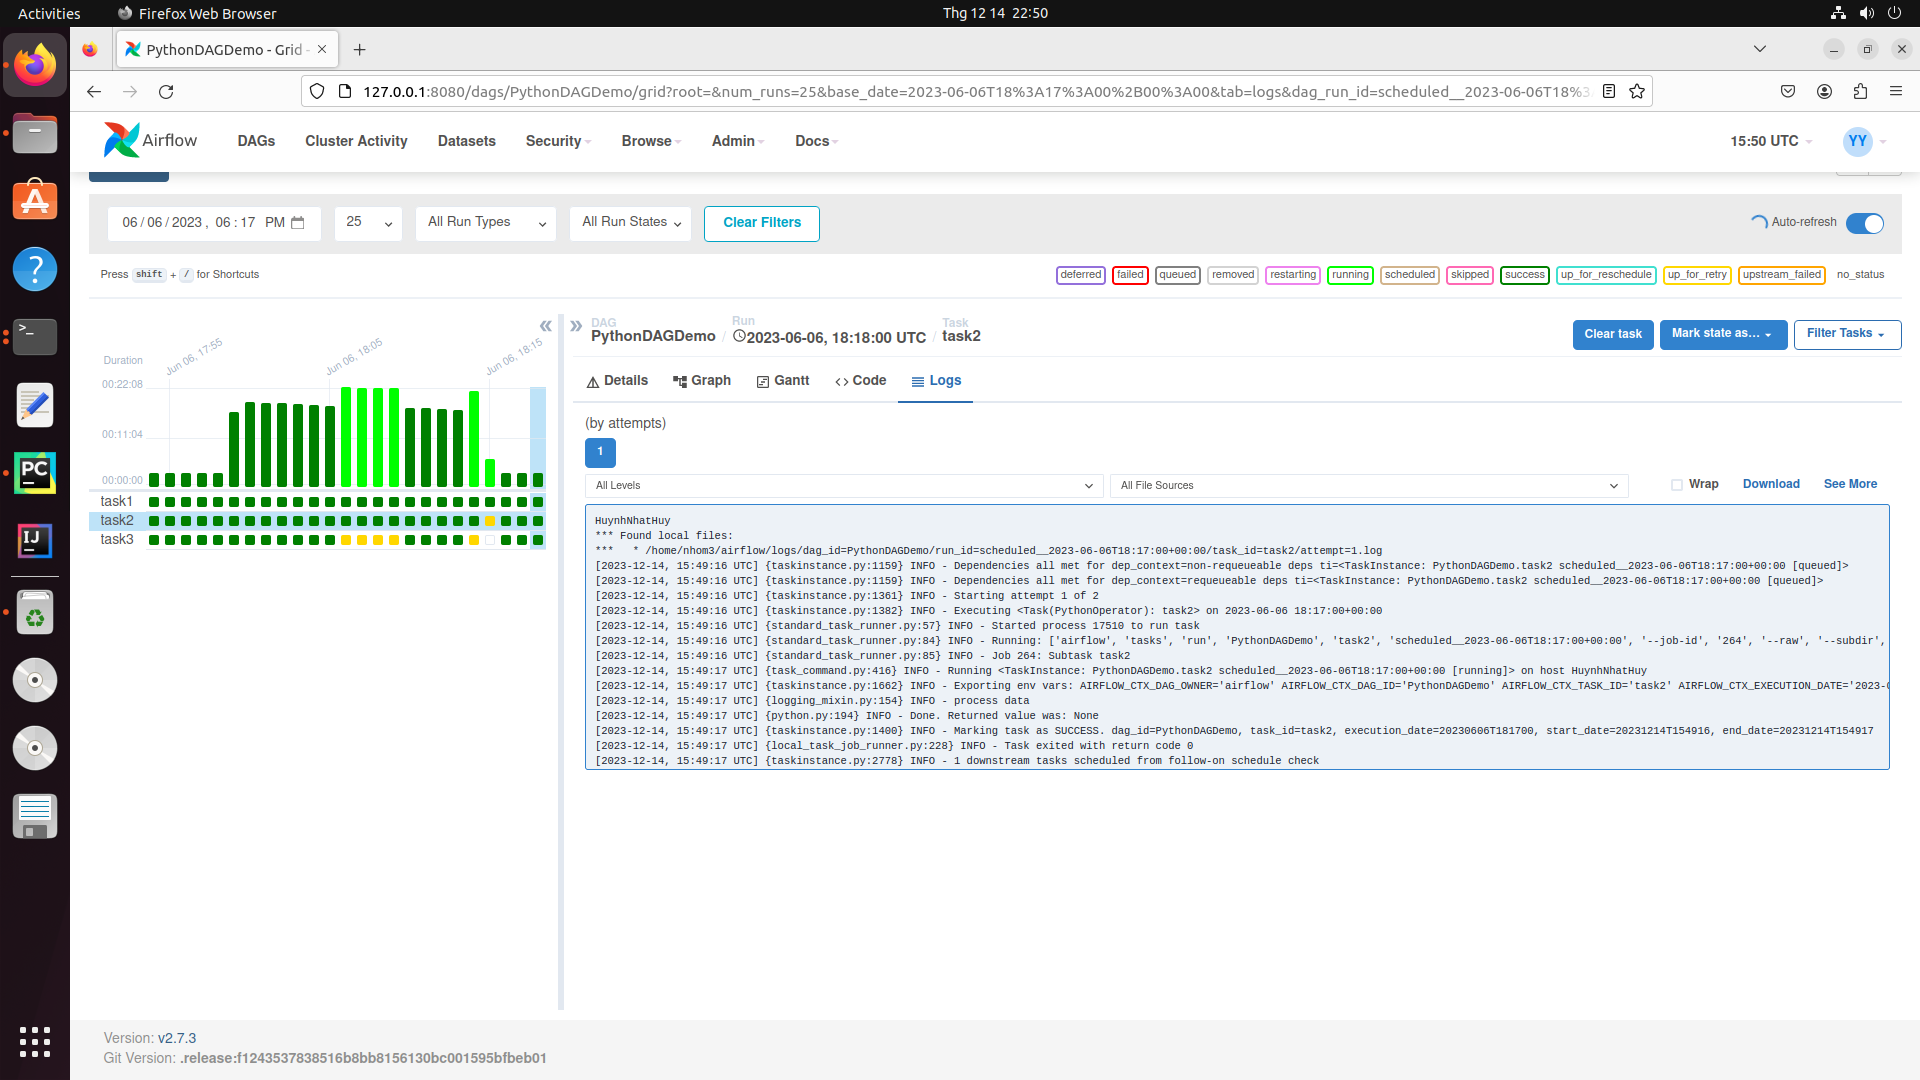 Activities
Firefox Web Browser
Thg 12 14 22:50
PythonDAGDemo - Grid -
127.0.0.1:8080/dags/PythonDAGDemo/grid?root=&num_runs=25&base_date=2023-06-06T18%3A17%3A00%2B00%3A00&tab=logs&dag_run_id=scheduled__2023-06-06T18%3
Airflow
DAGs
Cluster Activity
Datasets
Security
Browse
Admin
Docs
15:50 UTC
YY
06/06/2023, 06:17 PM
25
All Run Types
All Run States
Clear Filters
Auto-refresh
Press shift + / for Shortcuts
deferred
failed
queued
removed
restarting
running
scheduled
skipped
success
up_for_reschedule
up_for_retry
upstream_failed
no_status
Duration
00:22:08
00:11:04
00:00:00
Jun 06, 17:55
Jun 06, 18:05
Jun 06, 18:15
task1
task2
task3
DAG
PythonDAGDemo
/
Run
2023-06-06, 18:18:00 UTC
/
Task
task2
Clear task
Mark state as...
Filter Tasks
Details
Graph
Gantt
Code
Logs
(by attempts)
1
All Levels
All File Sources
Wrap
Download
See More
HuynhNhatHuy
*** Found local files:
***   * /home/nhom3/airflow/logs/dag_id=PythonDAGDemo/run_id=scheduled__2023-06-06T18:17:00+00:00/task_id=task2/attempt=1.log
[2023-12-14, 15:49:16 UTC] {taskinstance.py:1159} INFO - Dependencies all met for dep_context=non-requeueable deps ti=<TaskInstance: PythonDAGDemo.task2 scheduled__2023-06-06T18:17:00+00:00 [queued]>
[2023-12-14, 15:49:16 UTC] {taskinstance.py:1159} INFO - Dependencies all met for dep_context=requeueable deps ti=<TaskInstance: PythonDAGDemo.task2 scheduled__2023-06-06T18:17:00+00:00 [queued]>
[2023-12-14, 15:49:16 UTC] {taskinstance.py:1361} INFO - Starting attempt 1 of 2
[2023-12-14, 15:49:16 UTC] {taskinstance.py:1382} INFO - Executing <Task(PythonOperator): task2> on 2023-06-06 18:17:00+00:00
[2023-12-14, 15:49:16 UTC] {standard_task_runner.py:57} INFO - Started process 17510 to run task
[2023-12-14, 15:49:16 UTC] {standard_task_runner.py:84} INFO - Running: ['airflow', 'tasks', 'run', 'PythonDAGDemo', 'task2', 'scheduled__2023-06-06T18:17:00+00:00', '--job-id', '264', '--raw', '--subdir',
[2023-12-14, 15:49:16 UTC] {standard_task_runner.py:85} INFO - Job 264: Subtask task2
[2023-12-14, 15:49:17 UTC] {task_command.py:416} INFO - Running <TaskInstance: PythonDAGDemo.task2 scheduled__2023-06-06T18:17:00+00:00 [running]> on host HuynhNhatHuy
[2023-12-14, 15:49:17 UTC] {taskinstance.py:1662} INFO - Exporting env vars: AIRFLOW_CTX_DAG_OWNER='airflow' AIRFLOW_CTX_DAG_ID='PythonDAGDemo' AIRFLOW_CTX_TASK_ID='task2' AIRFLOW_CTX_EXECUTION_DATE='2023-0
[2023-12-14, 15:49:17 UTC] {logging_mixin.py:154} INFO - process data
[2023-12-14, 15:49:17 UTC] {python.py:194} INFO - Done. Returned value was: None
[2023-12-14, 15:49:17 UTC] {taskinstance.py:1400} INFO - Marking task as SUCCESS. dag_id=PythonDAGDemo, task_id=task2, execution_date=20230606T181700, start_date=20231214T154916, end_date=20231214T154917
[2023-12-14, 15:49:17 UTC] {local_task_job_runner.py:228} INFO - Task exited with return code 0
[2023-12-14, 15:49:17 UTC] {taskinstance.py:2778} INFO - 1 downstream tasks scheduled from follow-on schedule check
Version: v2.7.3
Git Version: .release:f1243537838516b8bb8156130bc001595bfbeb01